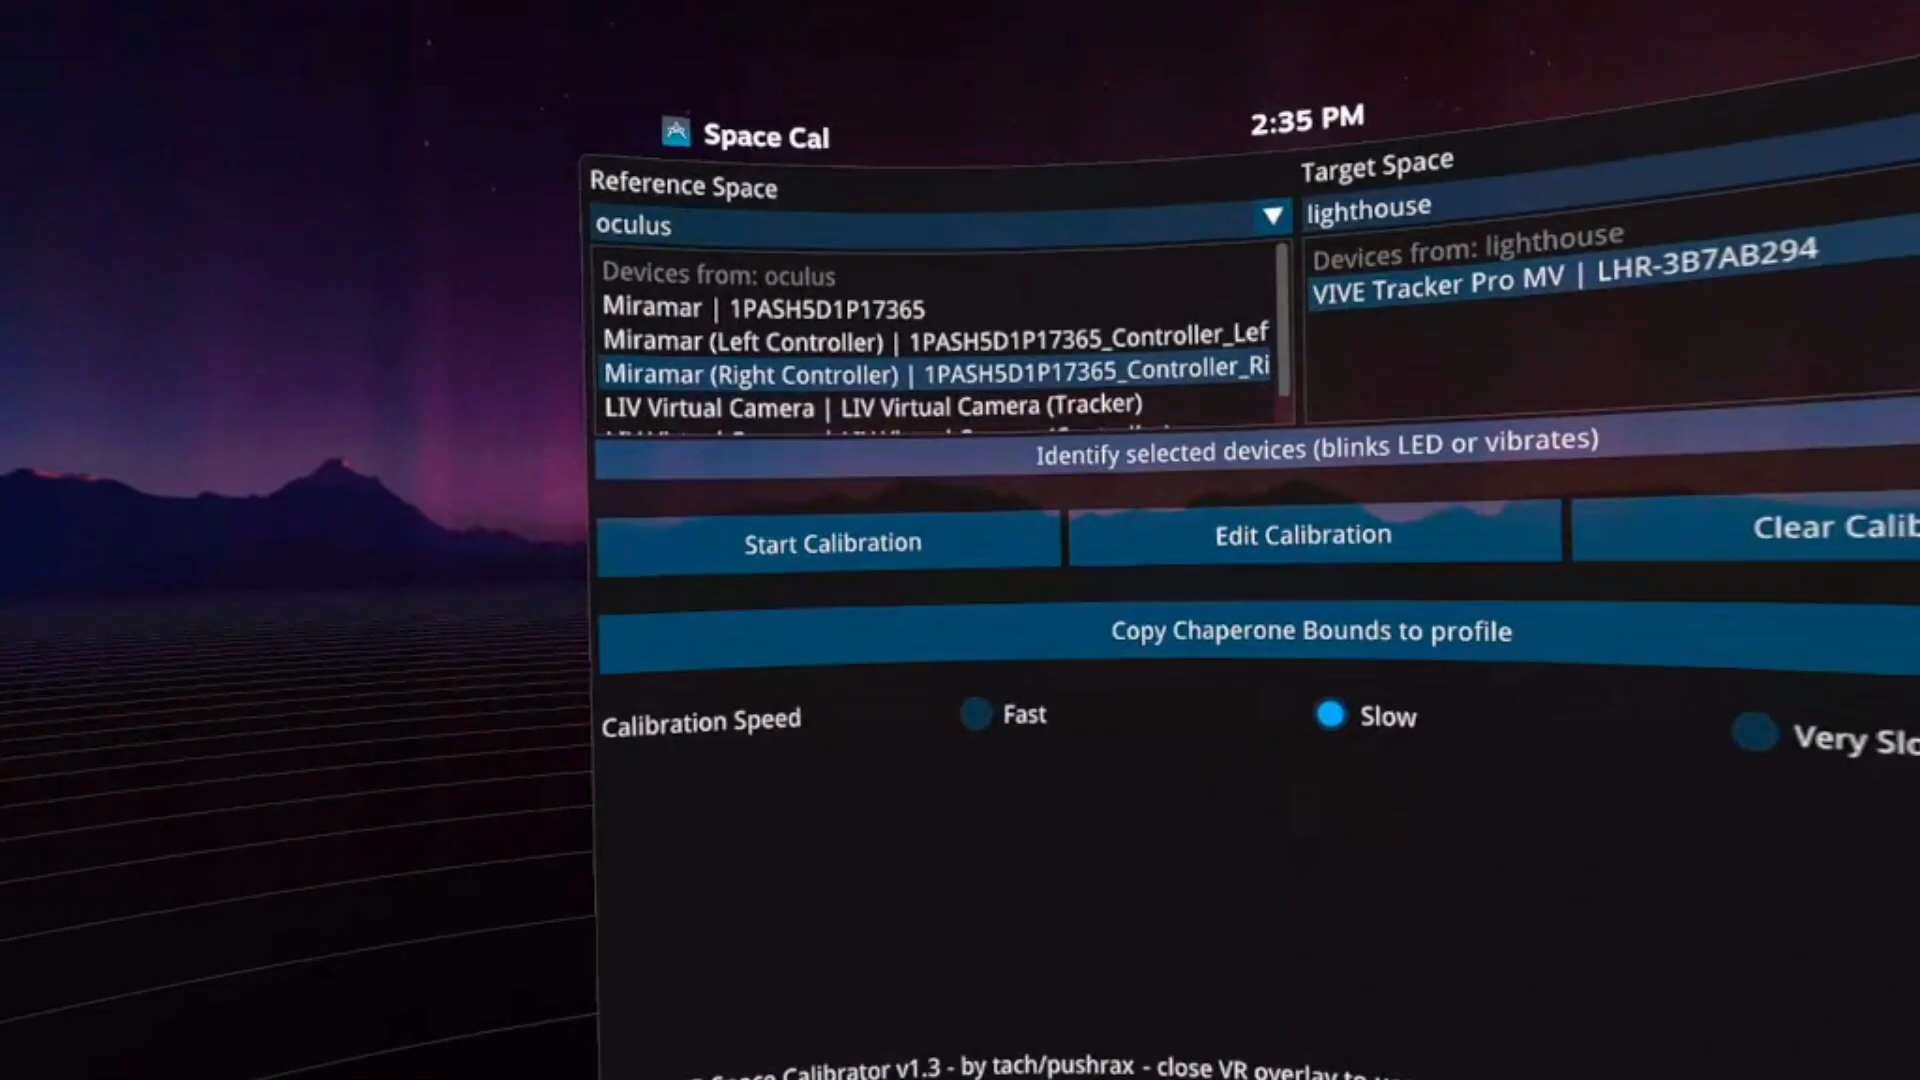 Space Cal
2:35 PM
Reference Space
Target Space
oculus
lighthouse
Devices from: oculus
Miramar | 1PASH5D1P17365
Miramar (Left Controller) | 1PASH5D1P17365_Controller_Lef
Miramar (Right Controller) | 1PASH5D1P17365_Controller_Ri
LIV Virtual Camera | LIV Virtual Camera (Tracker)
Devices from: lighthouse
VIVE Tracker Pro MV | LHR-3B7AB294
Identify selected devices (blinks LED or vibrates)
Start Calibration
Edit Calibration
Clear Calib
Copy Chaperone Bounds to profile
Calibration Speed
Fast
Slow
Very Slo
Space Calibrator v1.3 - by tach/pushrax - close VR overlay to